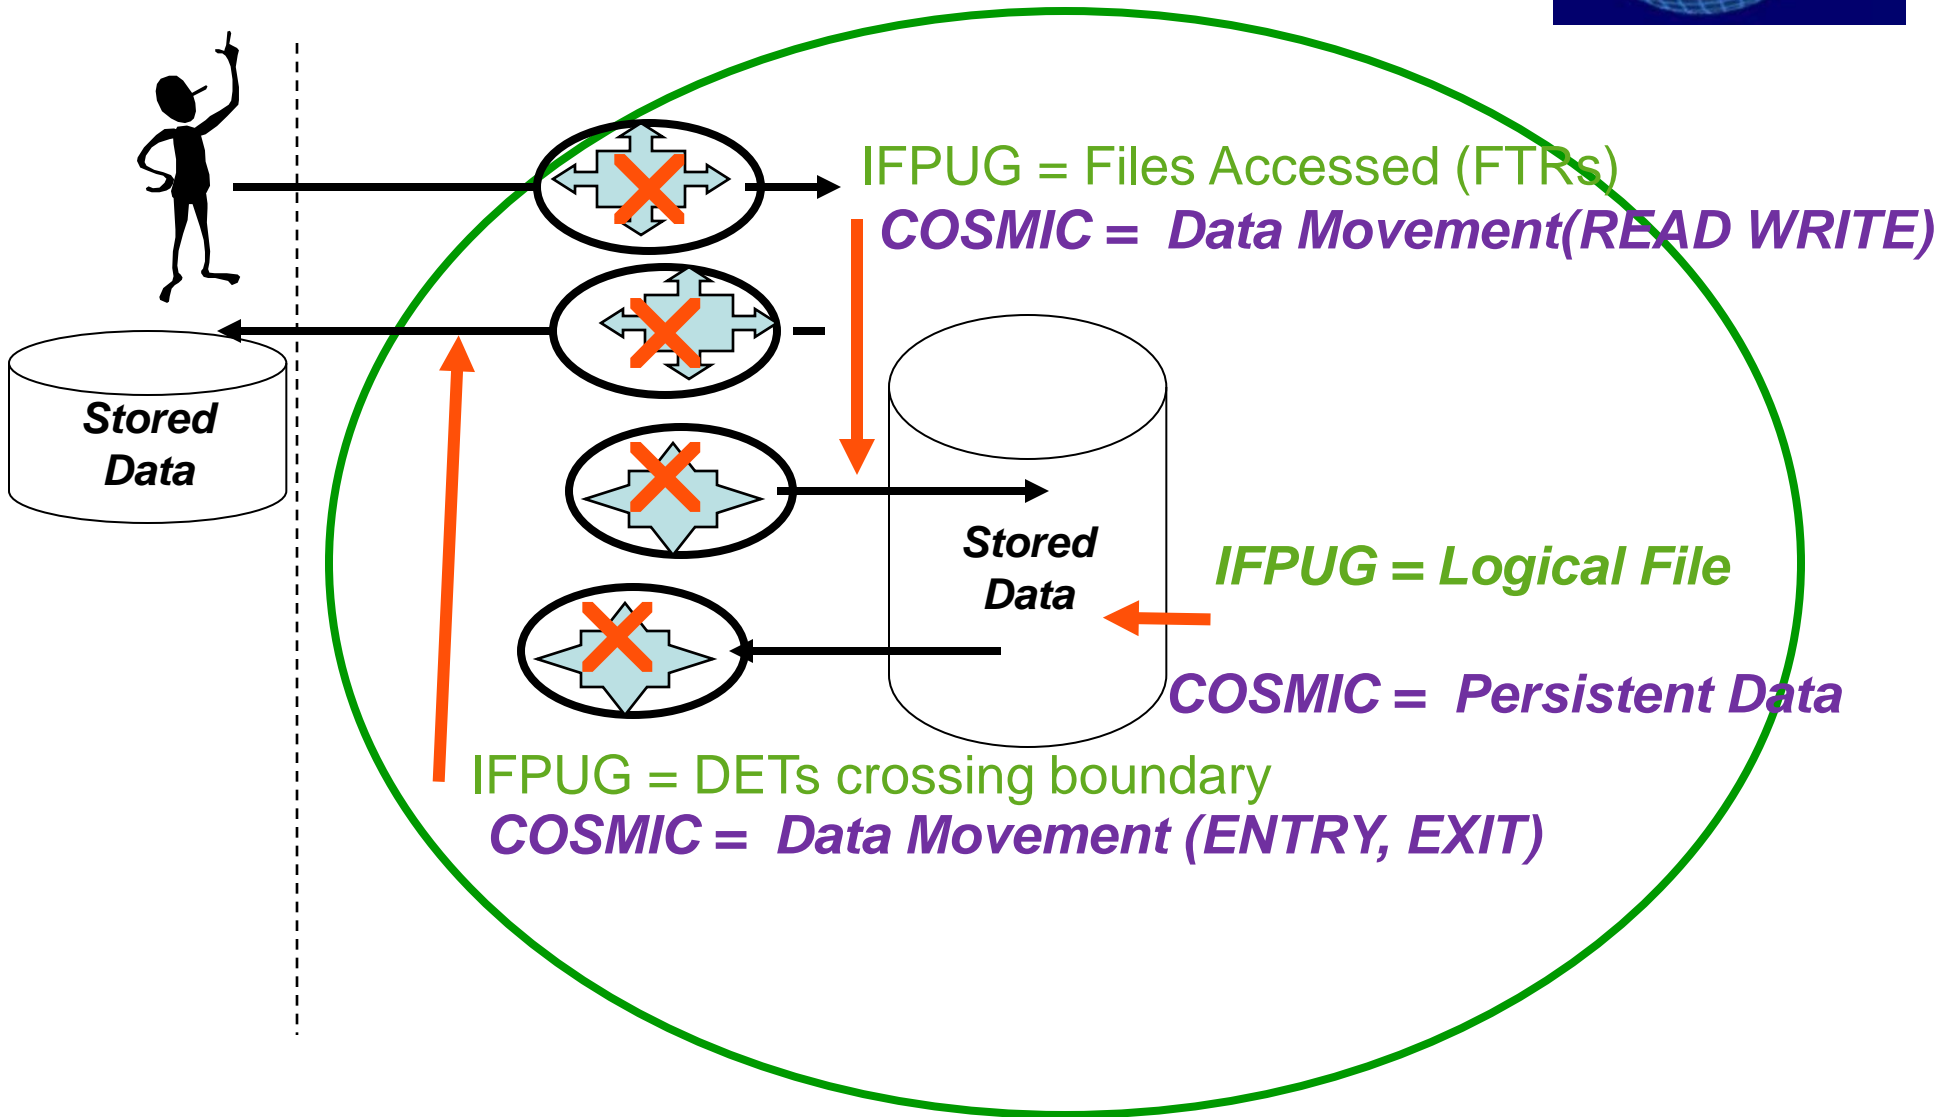 IFPUG = Files Accessed (FTRs)
COSMIC = Data Movement(READ WRITE)
Stored
Data
Stored
Data
IFPUG = Logical File
COSMIC = Persistent Data
IFPUG = DETs crossing boundary
COSMIC = Data Movement (ENTRY, EXIT)